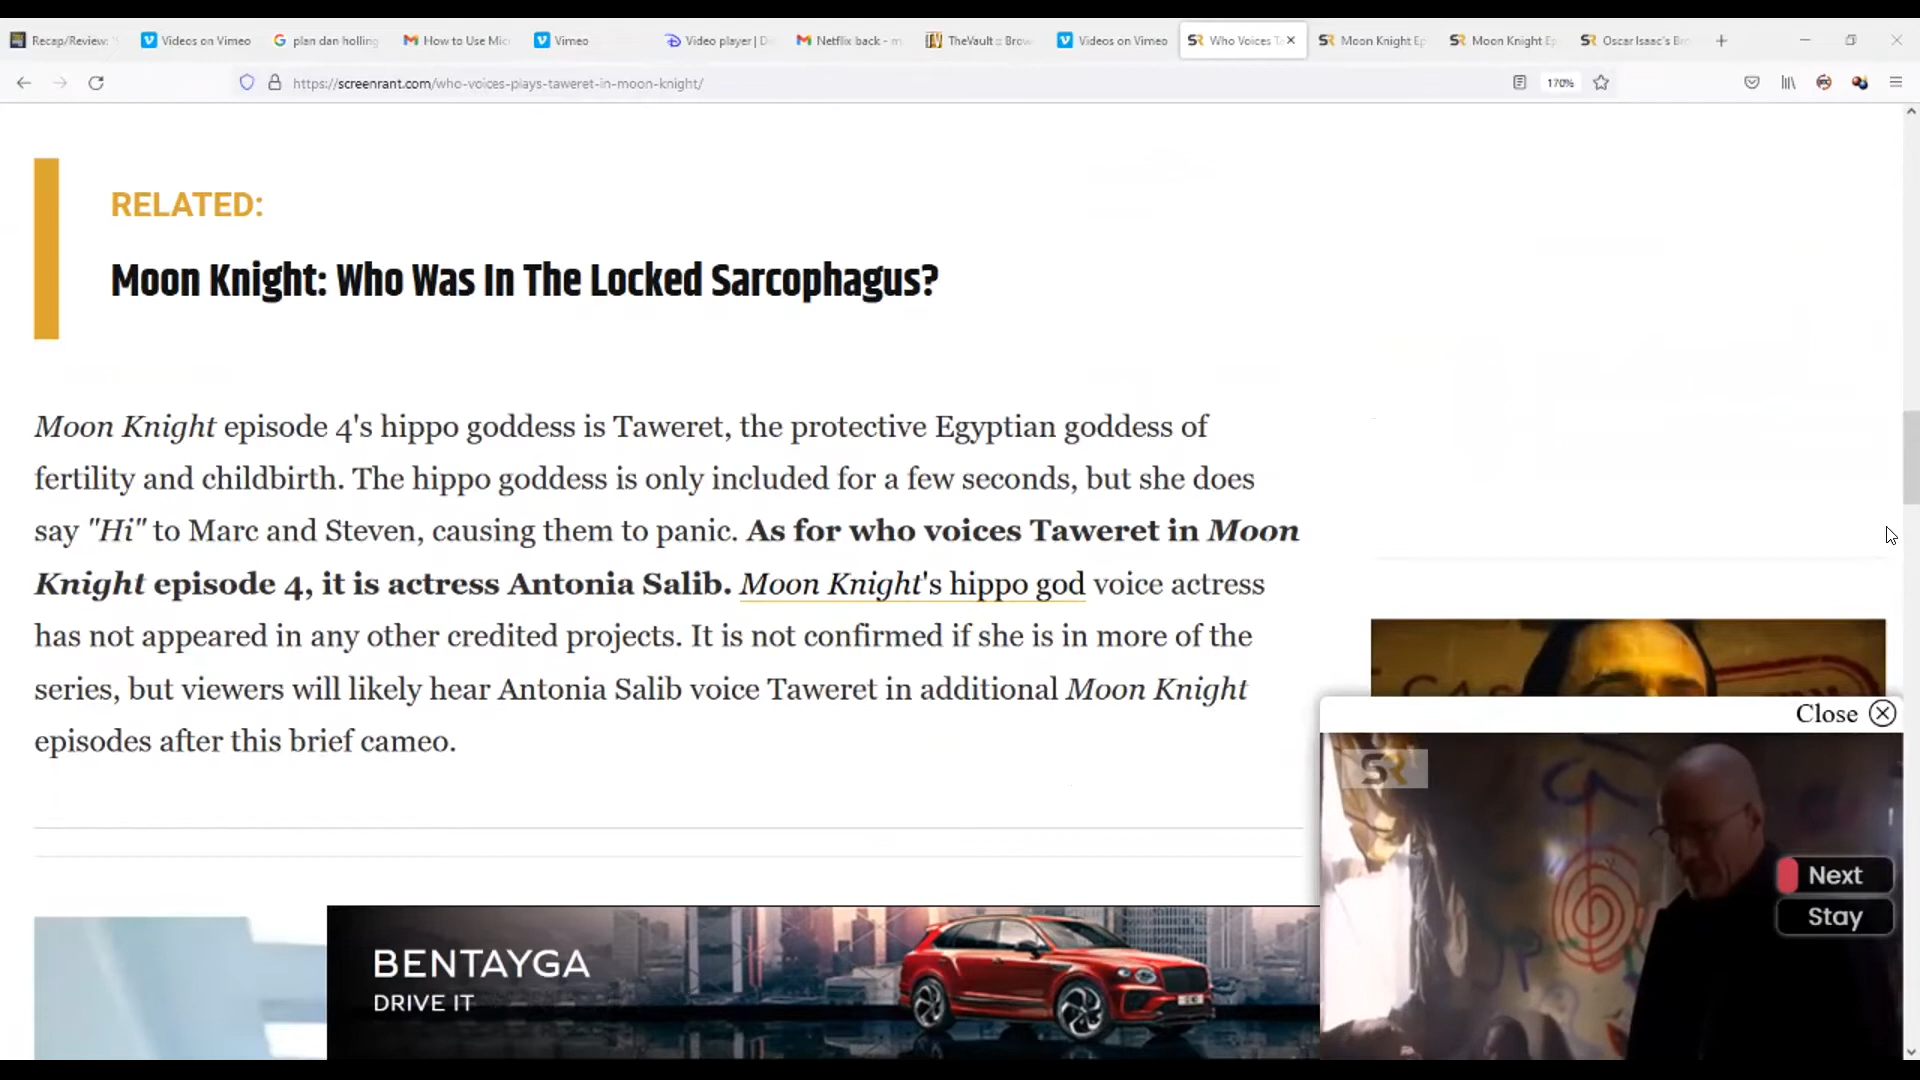 Recap/Review:
Videos on Vimeo
plan dan holling
How to Use Mic
Vimeo
Video player | D
Netflix back - m
TheVault :: Brow
Videos on Vimeo
Who Voices T
Moon Knight Ep
Moon Knight Ep
Oscar Isaac's Br
https://screenrant.com/who-voices-plays-taweret-in-moon-knight/
170%
RELATED:
Moon Knight: Who Was In The Locked Sarcophagus?
Moon Knight episode 4's hippo goddess is Taweret, the protective Egyptian goddess of
fertility and childbirth. The hippo goddess is only included for a few seconds, but she does
say "Hi" to Marc and Steven, causing them to panic. As for who voices Taweret in Moon
Knight episode 4, it is actress Antonia Salib. Moon Knight's hippo god voice actress
has not appeared in any other credited projects. It is not confirmed if she is in more of the
series, but viewers will likely hear Antonia Salib voice Taweret in additional Moon Knight
episodes after this brief cameo.
Close
SR
Next
Stay
BENTAYGA
DRIVE IT